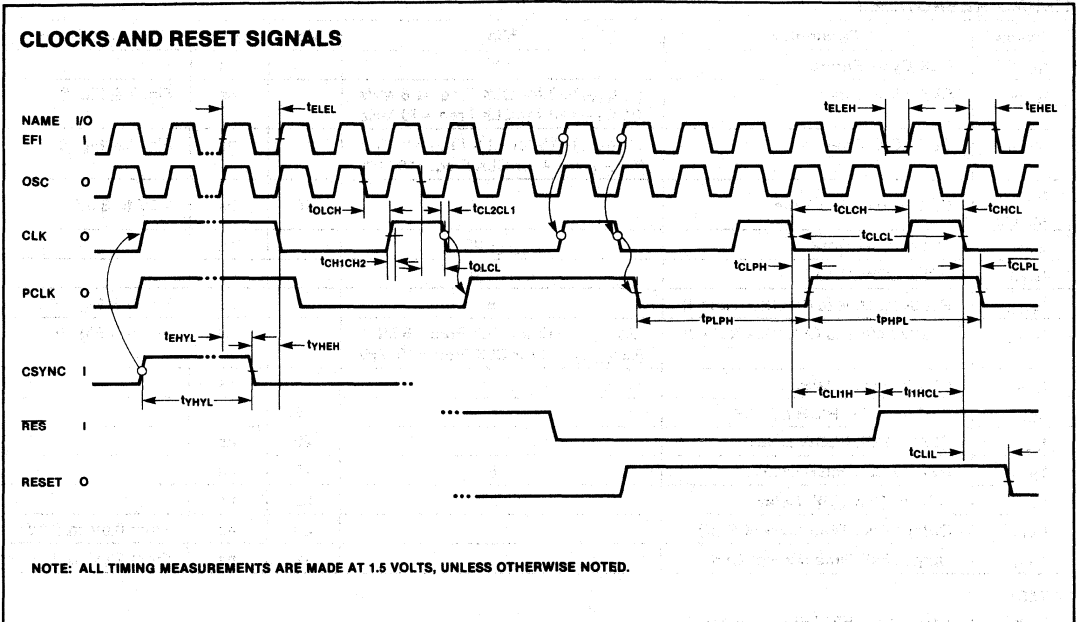 CLOCKS AND RESET SIGNALS
NAME I/O
tELEL
tELEH
tEHEL
EFI I
OSC O
tOLCH
tCL2CL1
tCLCH
tCHCL
CLK O
tCLCL
tCH1CH2
tOLCL
tCLPH
tCLPL
PCLK O
tPLPH
tPHPL
tEHYL
tYHEH
CSYNC I
tYHYL
tCLI1H
tI1HCL
RES I
tCLIL
RESET O
NOTE: ALL TIMING MEASUREMENTS ARE MADE AT 1.5 VOLTS, UNLESS OTHERWISE NOTED.